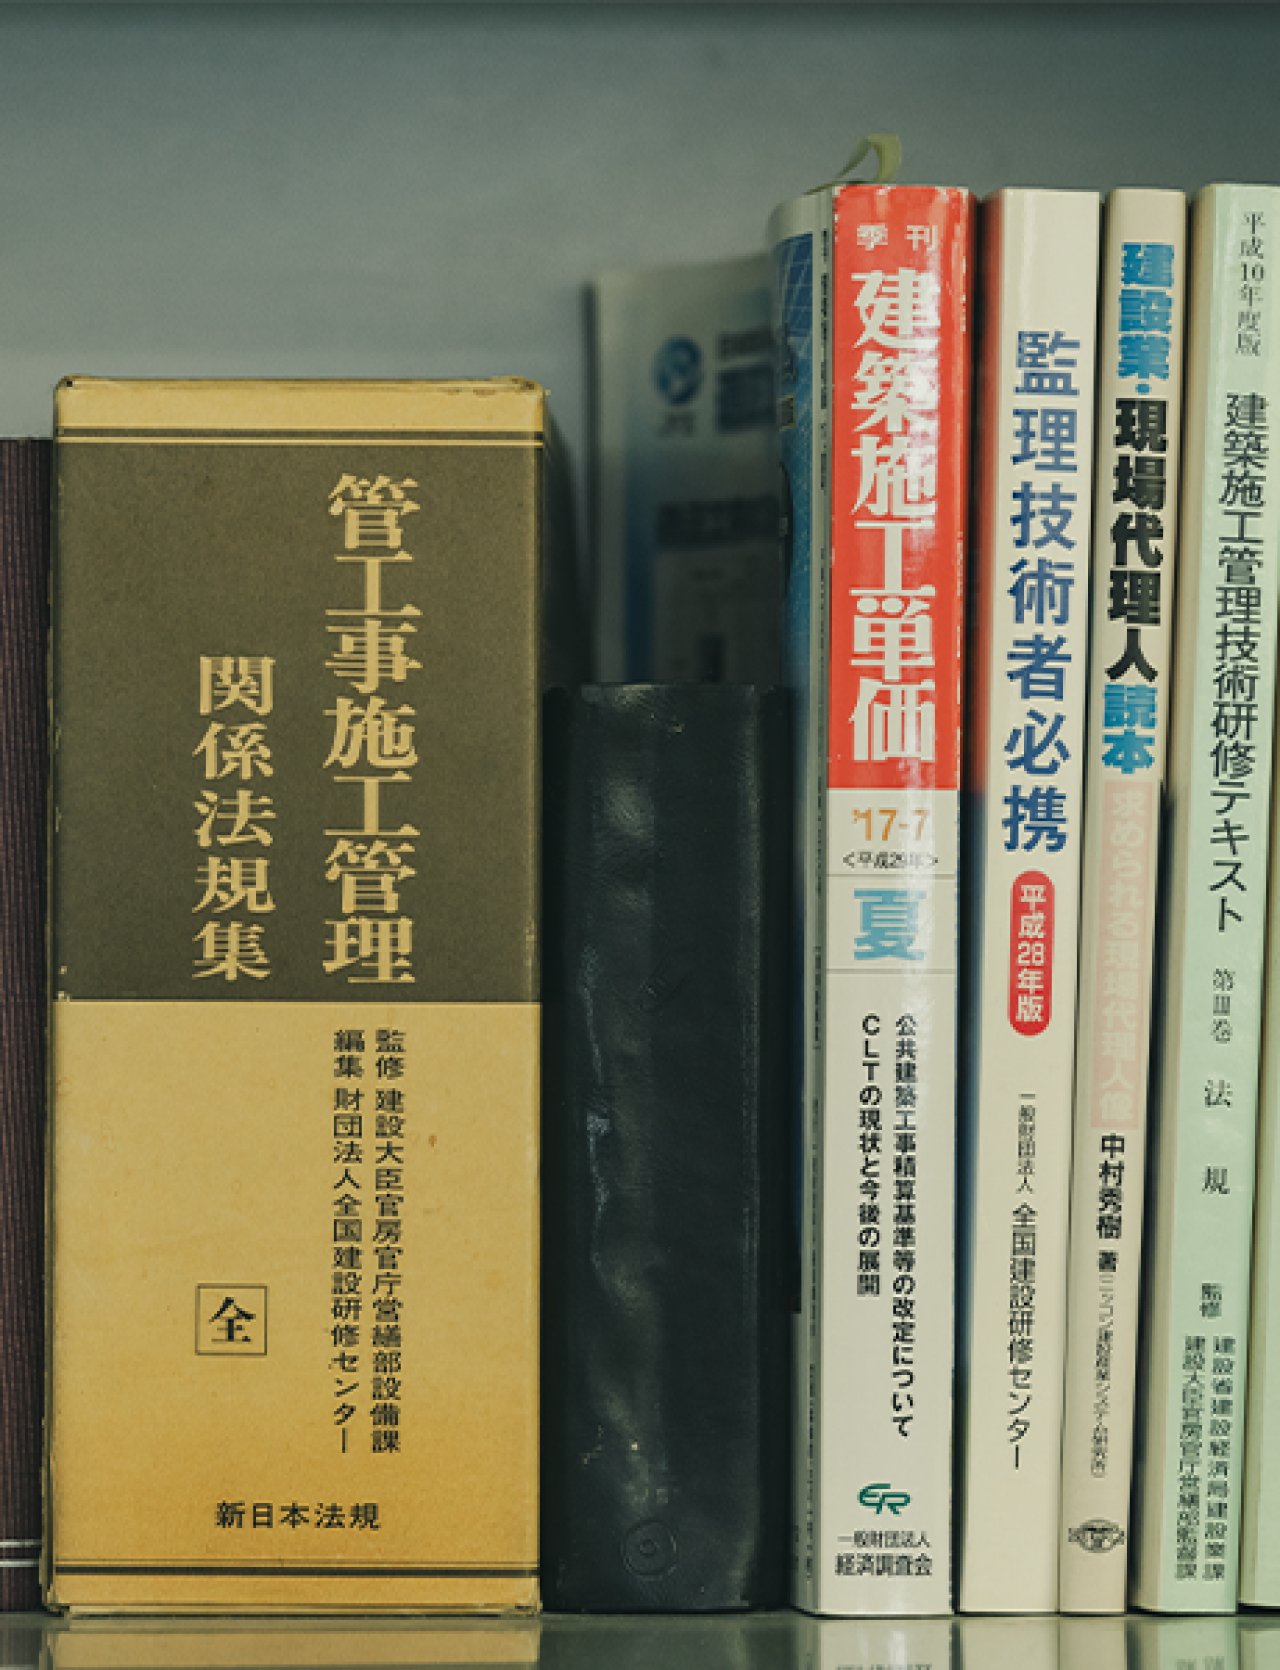 管工事施工管理
関係法規集
監修 建設大臣官房官庁営繕部設備課
編集 財団法人全国建設研修センター
全
新日本法規
季刊
建築施工単価
'17-7
<平成29年>
夏
公共建築工事積算基準等の改定について
CLTの現状と今後の展開
一般財団法人
経済調査会
監理技術者必携
平成28年版
一般財団法人 全国建設研修センター
建設業・現場代理人読本
求められる現場代理人像
中村秀樹 著
平成10年度版
建築施工管理技術研修テキスト 第Ⅲ巻 法規
監修
建設省建設経済局建設業課
建設大臣官房官庁営繕部監督課